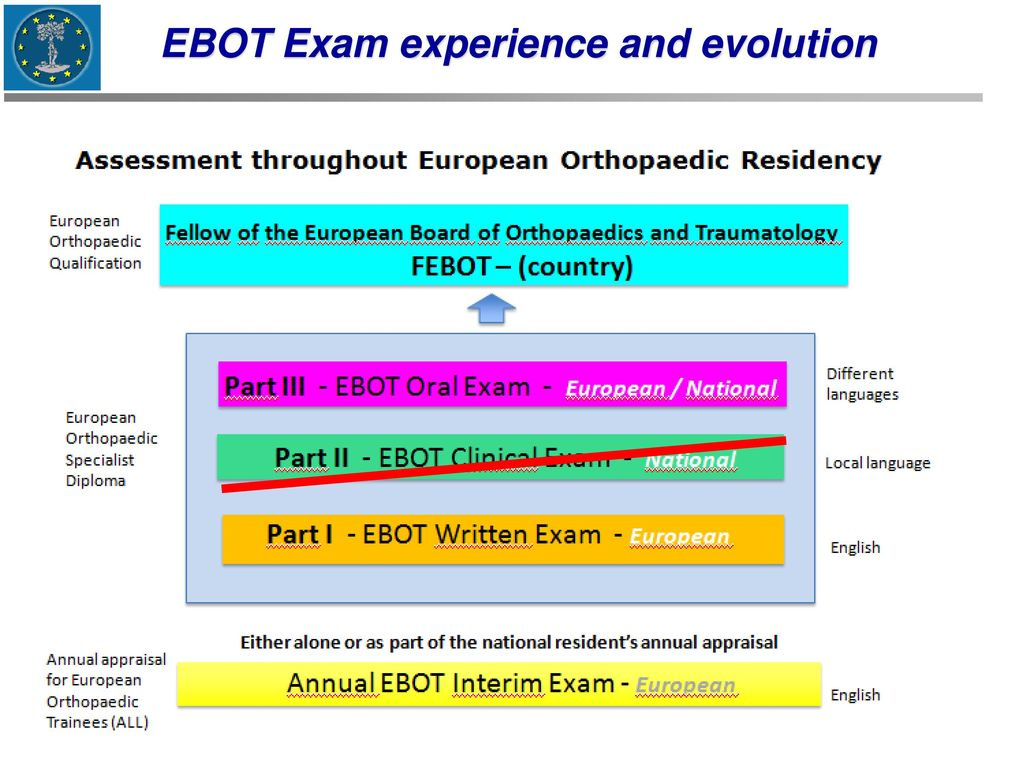 EBOT Exam experience and evolution
Assessment throughout European Orthopaedic Residency
European
Orthopaedic
Qualification
Fellow of the European Board of Orthopaedics and Traumatology
FEBOT – (country)
Part III - EBOT Oral Exam - European / National
Different
languages
European
Orthopaedic
Specialist
Diploma
Part II - EBOT Clinical Exam - National
Local language
Part I - EBOT Written Exam - European
English
Either alone or as part of the national resident's annual appraisal
Annual appraisal
for European
Orthopaedic
Trainees (ALL)
Annual EBOT Interim Exam - European
English